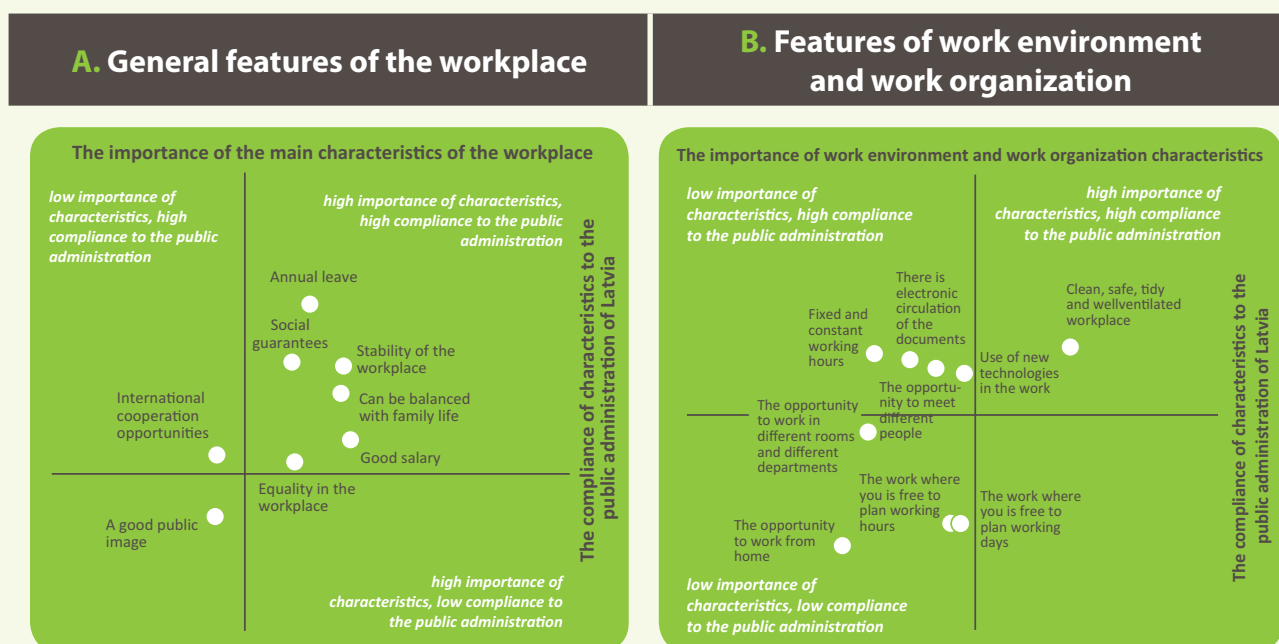 A. General features of the workplace
B. Features of work environment
and work organization
The importance of the main characteristics of the workplace
low importance of
characteristics, high
compliance to the public
administration
high importance of characteristics,
high compliance to the public
administration
Annual leave
Social
guarantees
Stability of the
workplace
Can be balanced
with family life
International
cooperation
opportunities
Good salary
Equality in the
workplace
A good public
image
high importance of
characteristics, low compliance to
the public administration
The compliance of characteristics to the
public administration of Latvia
The importance of work environment and work organization characteristics
low importance of
characteristics, high compliance
to the public administration
high importance of
characteristics, high compliance
to the public administration
There is
electronic
circulation
of the
documents
Clean, safe, tidy
and wellventilated
workplace
Fixed and
constant
working
hours
Use of new
technologies
in the work
The opportu-
nity to meet
different
people
The opportunity
to work in
different rooms
and different
departments
The work where
you is free to
plan working
hours
The work where
you is free to
plan working
days
The opportunity
to work from
home
low importance of
characteristics, low compliance
to the public administration
The compliance of characteristics to the
public administration of Latvia